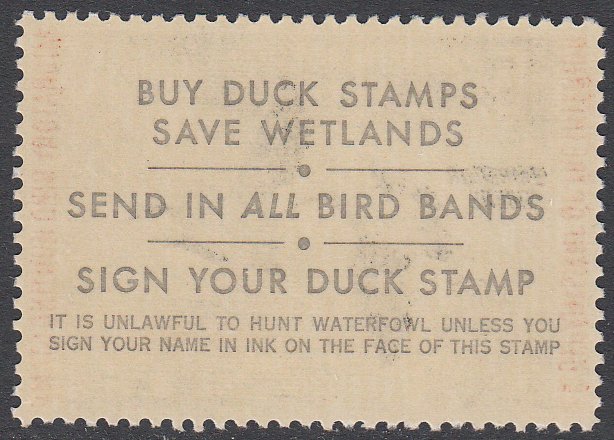 BUY DUCK STAMPS
SAVE WETLANDS
SEND IN ALL BIRD BANDS
SIGN YOUR DUCK STAMP
IT IS UNLAWFUL TO HUNT WATERFOWL UNLESS YOU
SIGN YOUR NAME IN INK ON THE FACE OF THIS STAMP